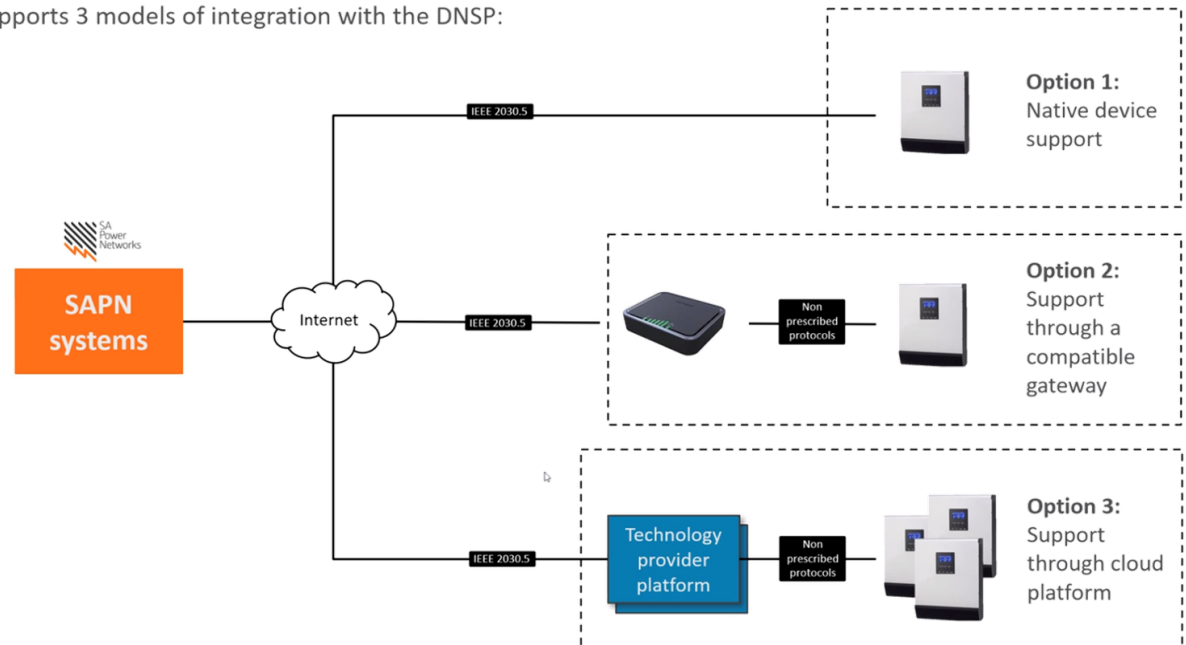 pports 3 models of integration with the DNSP:
IEEE 2030.5
Option 1:
Native device
support
SA
Power
Networks
SAPN
systems
Internet
IEEE 2030.5
Non
prescribed
protocols
Option 2:
Support
through a
compatible
gateway
IEEE 2030.5
Technology
provider
platform
Non
prescribed
protocols
Option 3:
Support
through cloud
platform